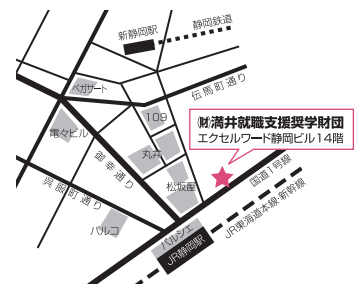 新静岡駅
静岡鉄道
ペガサート
伝馬町通り
109
㈶満井就職支援奨学財団
エクセルワード静岡ビル14階
電々ビル
丸井
御幸通り
松坂屋
国道1号線
呉服町通り
パルコ
パルシェ
JR静岡駅
JR東海道本線・新幹線